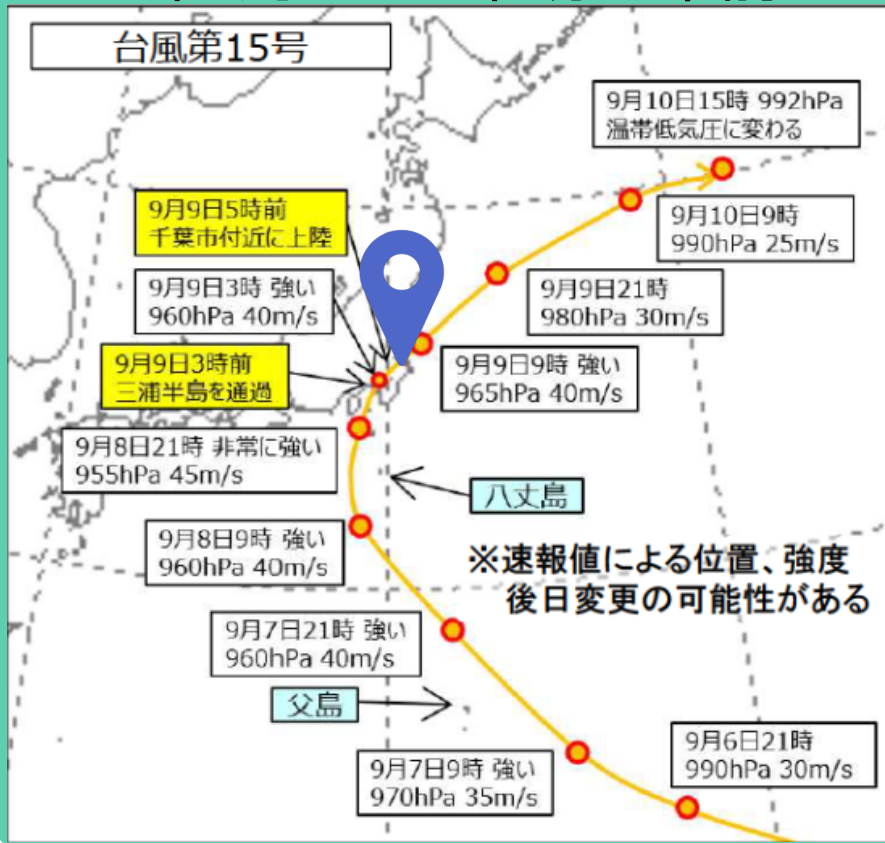 台風第15号
9月10日15時 992hPa
温帯低気圧に変わる
9月9日5時前
千葉市付近に上陸
9月10日9時
990hPa 25m/s
9月9日3時 強い
960hPa 40m/s
9月9日21時
980hPa 30m/s
9月9日3時前
三浦半島を通過
9月9日9時 強い
965hPa 40m/s
9月8日21時 非常に強い
955hPa 45m/s
八丈島
9月8日9時 強い
960hPa 40m/s
※速報値による位置、強度
後日変更の可能性がある
9月7日21時 強い
960hPa 40m/s
父島
9月6日21時
990hPa 30m/s
9月7日9時 強い
970hPa 35m/s